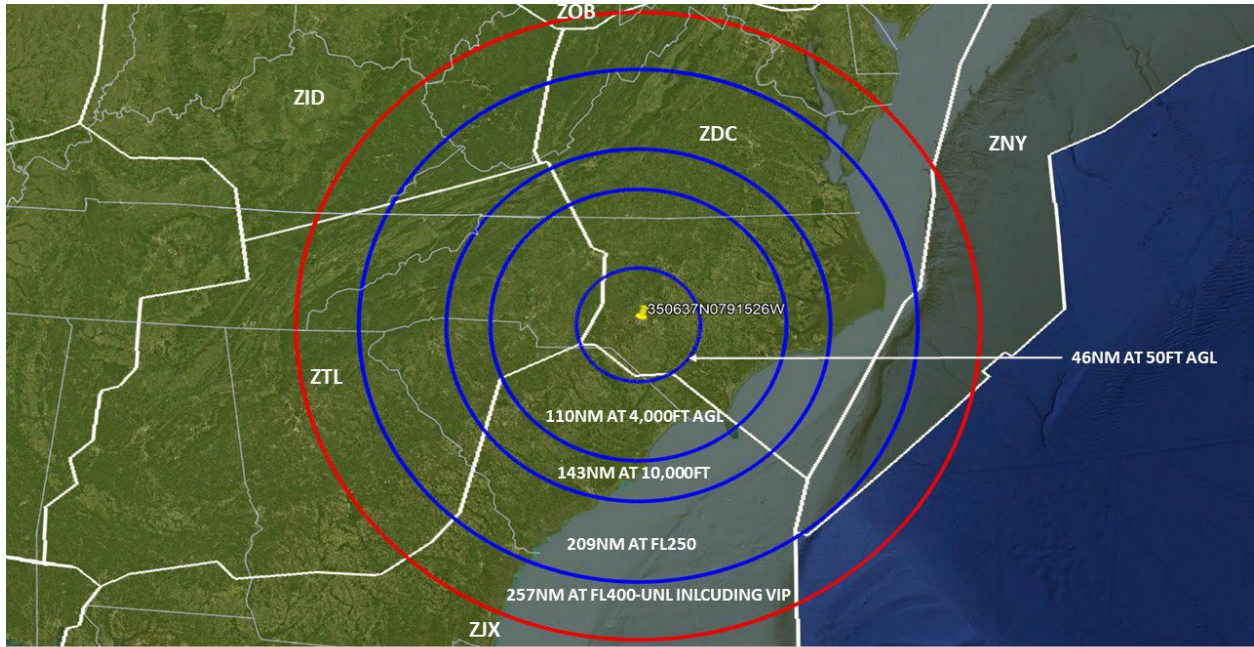 ZOB
ZID
ZDC
ZNY
350637N0791526W
46NM AT 50FT AGL
ZTL
110NM AT 4,000FT AGL
143NM AT 10,000FT
209NM AT FL250
257NM AT FL400-UNL INLCUDING VIP
ZJX